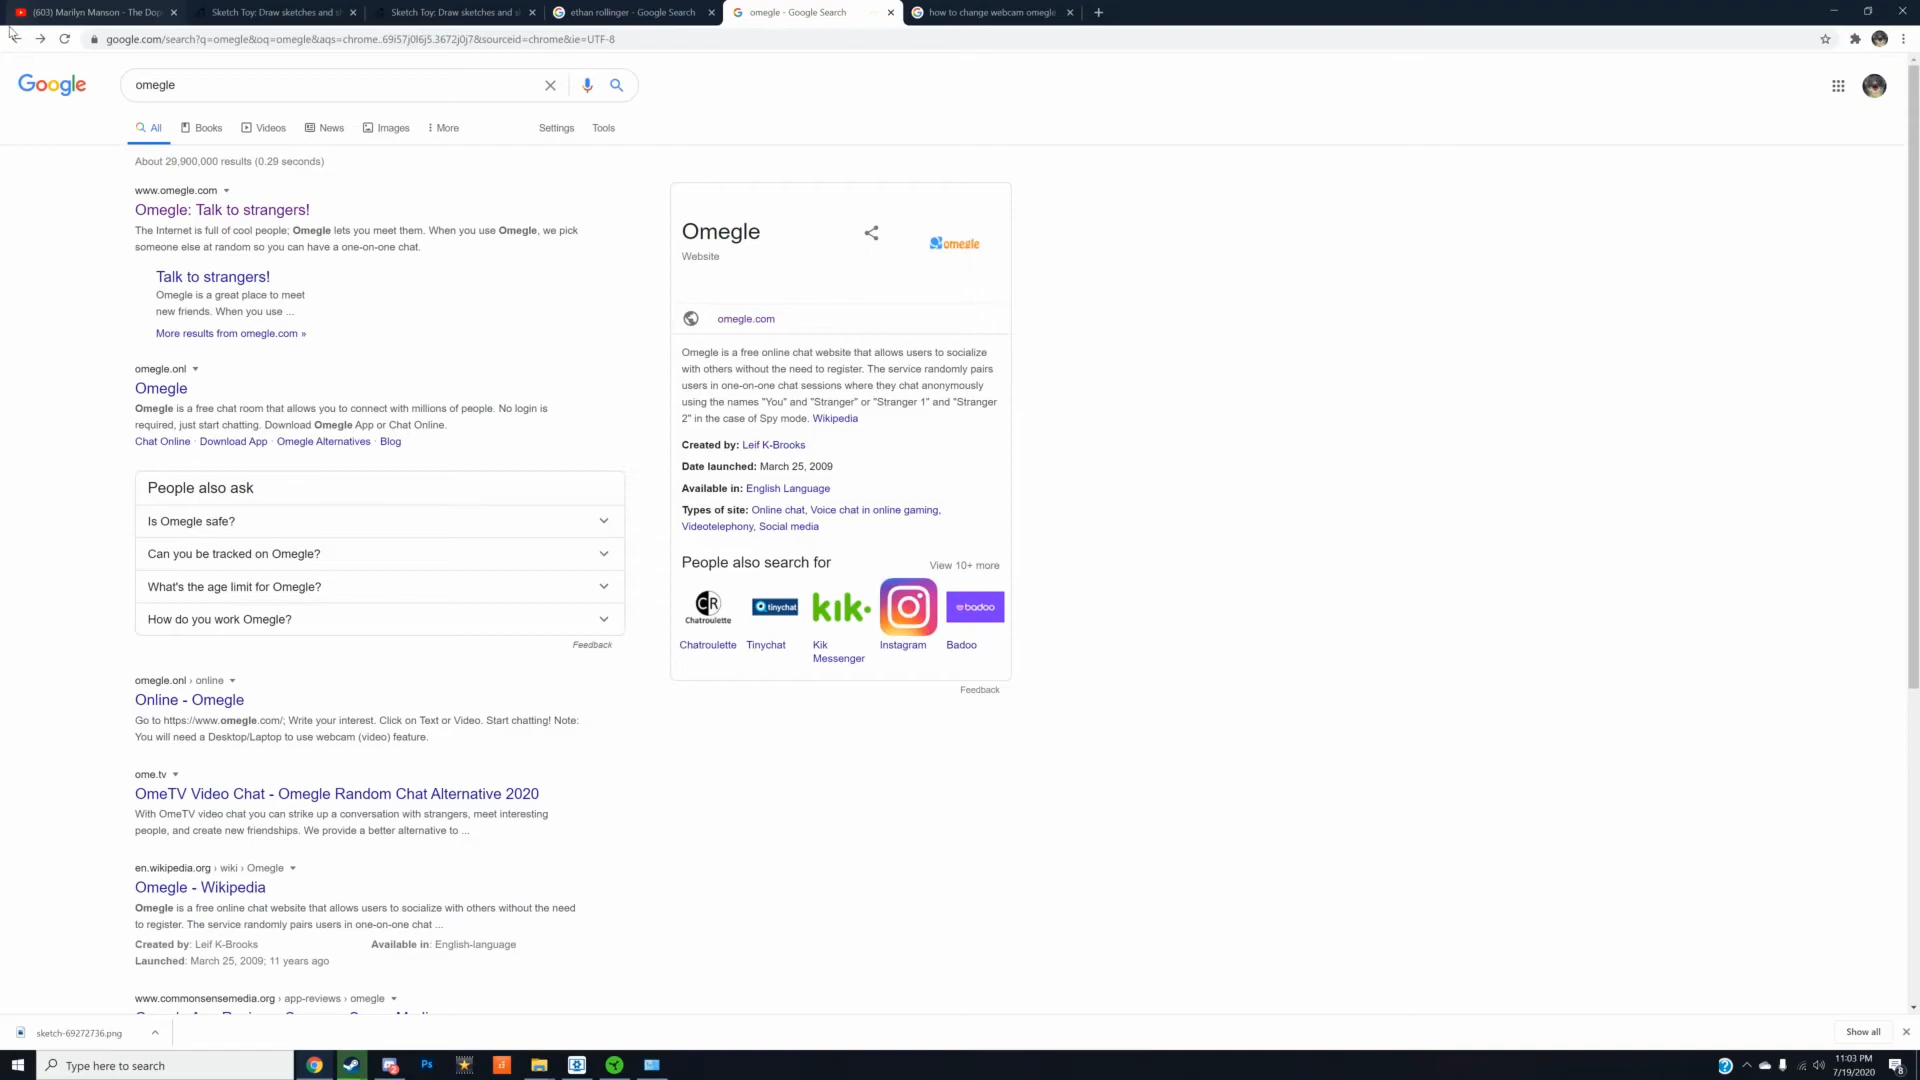 (603) Marilyn Manson - The Dop
Sketch Toy: Draw sketches and s
Sketch Toy: Draw sketches and s
ethan rollinger - Google Search
omegle - Google Search
how to change webcam omegle
google.com/search?q=omegle&oq=omegle&aqs=chrome..69i57j0l6j5.3672j0j7&sourceid=chrome&ie=UTF-8
Google
omegle
All
Books
Videos
News
Images
More
Settings
Tools
About 29,900,000 results (0.29 seconds)
www.omegle.com
Omegle: Talk to strangers!
The Internet is full of cool people; Omegle lets you meet them. When you use Omegle, we pick
someone else at random so you can have a one-on-one chat.
Talk to strangers!
Omegle is a great place to meet
new friends. When you use ...
More results from omegle.com »
omegle.onl
Omegle
Omegle is a free chat room that allows you to connect with millions of people. No login is
required, just start chatting. Download Omegle App or Chat Online.
Chat Online · Download App · Omegle Alternatives · Blog
People also ask
Is Omegle safe?
Can you be tracked on Omegle?
What's the age limit for Omegle?
How do you work Omegle?
Feedback
omegle.onl › online
Online - Omegle
Go to https://www.omegle.com/; Write your interest. Click on Text or Video. Start chatting! Note:
You will need a Desktop/Laptop to use webcam (video) feature.
ome.tv
OmeTV Video Chat - Omegle Random Chat Alternative 2020
With OmeTV video chat you can strike up a conversation with strangers, meet interesting
people, and create new friendships. We provide a better alternative to ...
en.wikipedia.org › wiki › Omegle
Omegle - Wikipedia
Omegle is a free online chat website that allows users to socialize with others without the need
to register. The service randomly pairs users in one-on-one chat ...
Created by: Leif K-Brooks
Available in: English-language
Launched: March 25, 2009; 11 years ago
www.commonsensemedia.org › app-reviews › omegle
Omegle
Website
omegle
omegle.com
Omegle is a free online chat website that allows users to socialize
with others without the need to register. The service randomly pairs
users in one-on-one chat sessions where they chat anonymously
using the names "You" and "Stranger" or "Stranger 1" and "Stranger
2" in the case of Spy mode. Wikipedia
Created by: Leif K-Brooks
Date launched: March 25, 2009
Available in: English Language
Types of site: Online chat, Voice chat in online gaming,
Videotelephony, Social media
People also search for
View 10+ more
CR
Chatroulette
tinychat
kik
badoo
Chatroulette
Tinychat
Kik
Messenger
Instagram
Badoo
Feedback
sketch-69272736.png
Show all
Type here to search
Ps
11:03 PM
7/19/2020